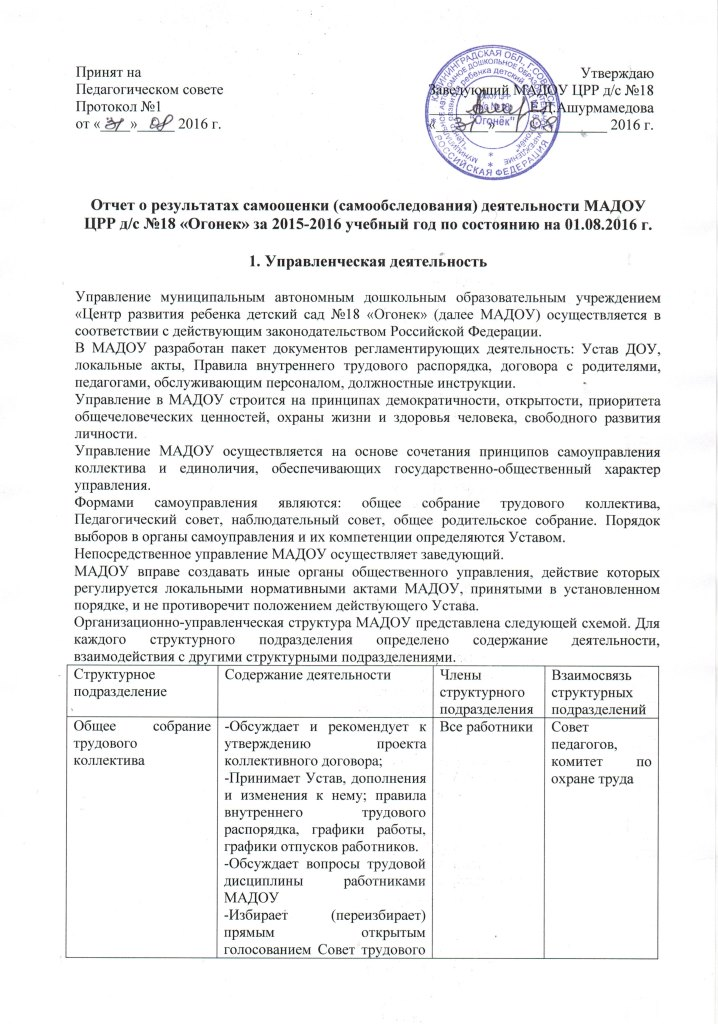 Принят на
Педагогическом совете
Протокол №1
от « 31 » 08 2016 г.
Утверждаю
Заведующий МАДОУ ЦРР д/с №18
Е.Д.Ашурмамедова
« 31 » 08 2016 г.
КАЛИНИНГРАДСКАЯ ОБЛ., Г.СОВЕТСК
РОССИЙСКАЯ ФЕДЕРАЦИЯ
"Огонёк"
Отчет о результатах самооценки (самообследования) деятельности МАДОУ
ЦРР д/с №18 «Огонек» за 2015-2016 учебный год по состоянию на 01.08.2016 г.
1. Управленческая деятельность
Управление муниципальным автономным дошкольным образовательным учреждением
«Центр развития ребенка детский сад №18 «Огонек» (далее МАДОУ) осуществляется в
соответствии с действующим законодательством Российской Федерации.
В МАДОУ разработан пакет документов регламентирующих деятельность: Устав ДОУ,
локальные акты, Правила внутреннего трудового распорядка, договора с родителями,
педагогами, обслуживающим персоналом, должностные инструкции.
Управление в МАДОУ строится на принципах демократичности, открытости, приоритета
общечеловеческих ценностей, охраны жизни и здоровья человека, свободного развития
личности.
Управление МАДОУ осуществляется на основе сочетания принципов самоуправления
коллектива и единоличия, обеспечивающих государственно-общественный характер
управления.
Формами самоуправления являются: общее собрание трудового коллектива,
Педагогический совет, наблюдательный совет, общее родительское собрание. Порядок
выборов в органы самоуправления и их компетенции определяются Уставом.
Непосредственное управление МАДОУ осуществляет заведующий.
МАДОУ вправе создавать иные органы общественного управления, действие которых
регулируется локальными нормативными актами МАДОУ, принятыми в установленном
порядке, и не противоречит положением действующего Устава.
Организационно-управленческая структура МАДОУ представлена следующей схемой. Для
каждого структурного подразделения определено содержание деятельности,
взаимодействия с другими структурными подразделениями.
Структурное
подразделение
Содержание деятельности
Члены
структурного
подразделения
Взаимосвязь
структурных
подразделений
Общее собрание
трудового
коллектива
-Обсуждает и рекомендует к
утверждению проекта
коллективного договора;
-Принимает Устав, дополнения
и изменения к нему; правила
внутреннего трудового
распорядка, графики работы,
графики отпусков работников.
-Обсуждает вопросы трудовой
дисциплины работниками
МАДОУ
-Избирает (переизбирает)
прямым открытым
голосованием Совет трудового
Все работники
Совет
педагогов,
комитет по
охране труда